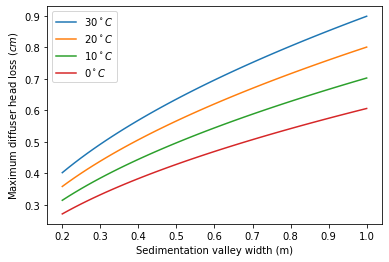 30°C
20°C
10°C
0°C
Maximum diffuser head loss (cm)
0.9
0.8
0.7
0.6
0.5
0.4
0.3
0.2 0.3 0.4 0.5 0.6 0.7 0.8 0.9 1.0
Sedimentation valley width (m)